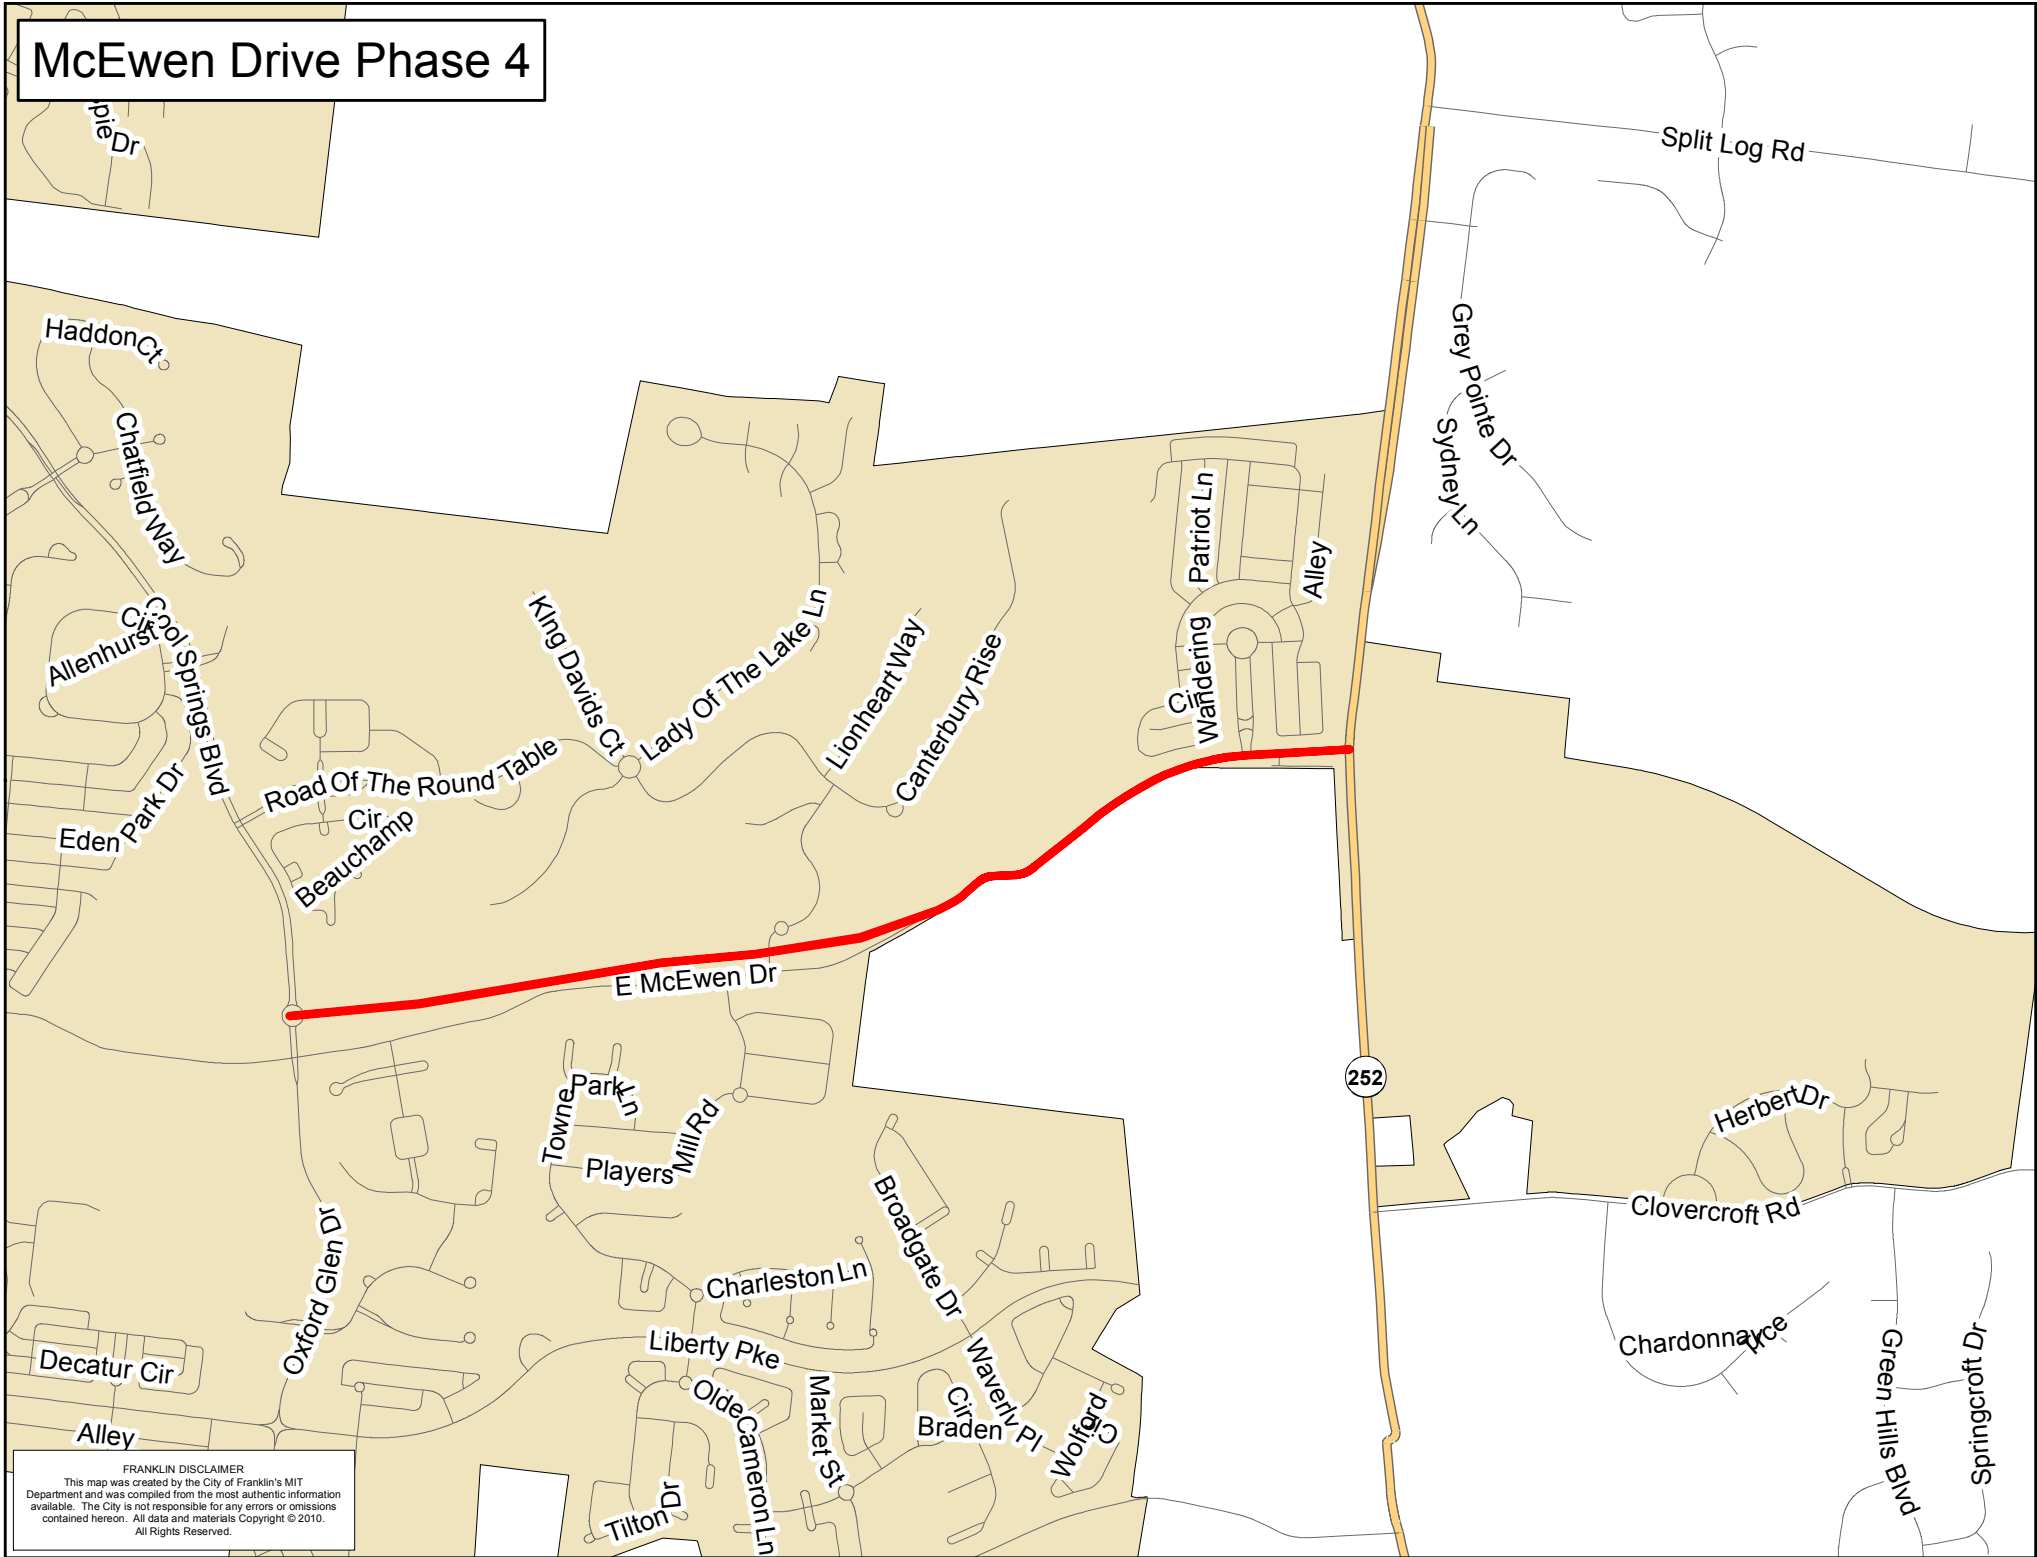 McEwen Drive Phase 4
Dr
Split Log Rd
Haddon Ct
Grey Pointe Dr
Sydney Ln
Chatfield Way
Patriot Ln
Alley
Allenhurst Cir
Cool Springs Blvd
King Davids Ct
Lady Of The Lake Ln
Lionheart Way
Canterbury Rise
Wandering Cir
Road Of The Round Table
Eden Park Dr
Beauchamp Cir
E McEwen Dr
252
Towne Park Ln
Players Mill Rd
Herbert Dr
Clovercroft Rd
Broadgate Dr
Oxford Glen Dr
Charleston Ln
Liberty Pke
Decatur Cir
Chardonnay Trce
Green Hills Blvd
Springcroft Dr
Olde Cameron Ln
Market St
Braden Cir
Waverly Pl
Wolford Cir
Alley
Tilton Dr
FRANKLIN DISCLAIMER
This map was created by the City of Franklin's MIT
Department and was compiled from the most authentic information
available. The City is not responsible for any errors or omissions
contained hereon. All data and materials Copyright © 2010.
All Rights Reserved.